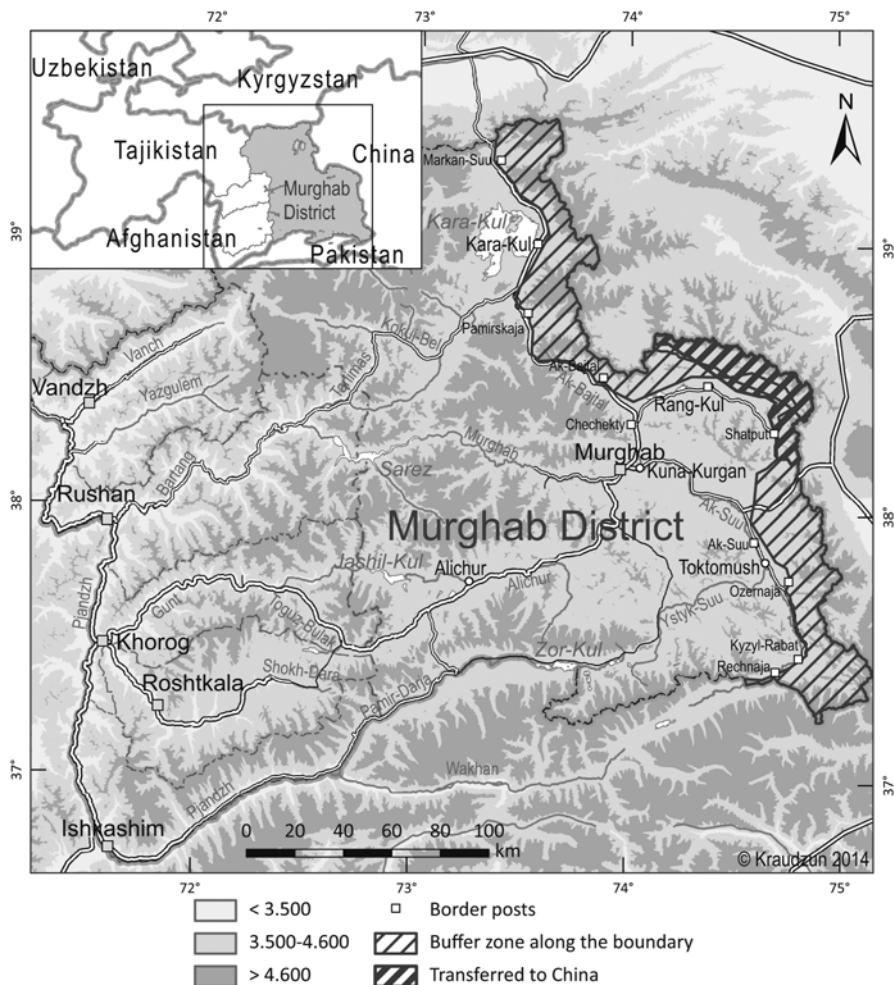 72° 73° 74° 75°
Uzbekistan
Kyrgyzstan
Tajikistan
China
Murghab
District
Afghanistan
Pakistan
N
39°
39°
Markan-Suu
Kara-Kul
Kara-Kul
Pamirskaja
Kokui-Bel
Vanch
Tanimas
Ak-Baital
Ak-Baital
Vandzh
Yazgulem
Rang-Kul
Chechekty
Shatput
Bartang
Murghab
Murghab
Kuna-Kurgan
Sarez
38°
38°
Rushan
Ak-Suu
Murghab District
Ak-Suu
Jashil-Kul
Alichur
Toktomush
Alichur
Ozernaja
Piandzh
Gunt
Toguz-Bulak
Ystyk-Suu
Khorog
Zor-Kul
Kyzyl-Rabat
Shokh-Dara
Rechnaja
Roshtkala
Pamir-Daria
37°
37°
Wakhan
Piandzh
Ishkashim
0 20 40 60 80 100
km
© Kraudzun 2014
72° 73° 74° 75°
< 3.500
Border posts
3.500-4.600
Buffer zone along the boundary
> 4.600
Transferred to China